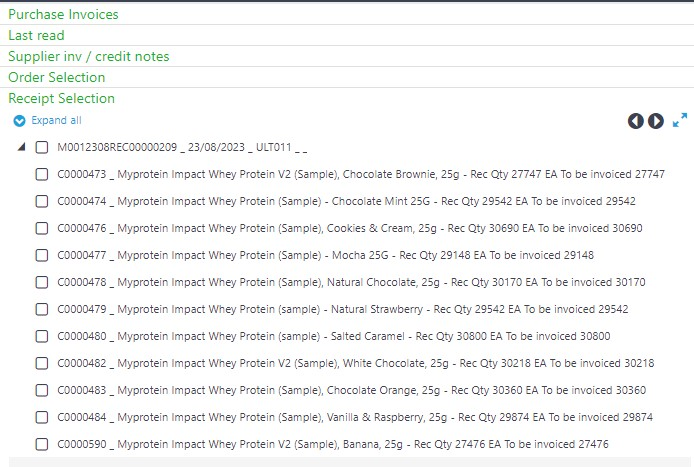 Purchase Invoices
Last read
Supplier inv / credit notes
Order Selection
Receipt Selection
Expand all
M0012308REC00000209 _ 23/08/2023 _ ULT011 _ _
C0000473 _ Myprotein Impact Whey Protein V2 (Sample), Chocolate Brownie, 25g - Rec Qty 27747 EA To be invoiced 27747
C0000474 _ Myprotein Impact Whey Protein (Sample) - Chocolate Mint 25G - Rec Qty 29542 EA To be invoiced 29542
C0000476 _ Myprotein Impact Whey Protein (Sample), Cookies & Cream, 25g - Rec Qty 30690 EA To be invoiced 30690
C0000477 _ Myprotein Impact Whey Protein (Sample) - Mocha 25G - Rec Qty 29148 EA To be invoiced 29148
C0000478 _ Myprotein Impact Whey Protein (Sample), Natural Chocolate, 25g - Rec Qty 30170 EA To be invoiced 30170
C0000479 _ Myprotein Impact Whey Protein (sample) - Natural Strawberry - Rec Qty 29542 EA To be invoiced 29542
C0000480 _ Myprotein Impact Whey Protein (sample) - Salted Caramel - Rec Qty 30800 EA To be invoiced 30800
C0000482 _ Myprotein Impact Whey Protein V2 (Sample), White Chocolate, 25g - Rec Qty 30218 EA To be invoiced 30218
C0000483 _ Myprotein Impact Whey Protein (Sample), Chocolate Orange, 25g - Rec Qty 30360 EA To be invoiced 30360
C0000484 _ Myprotein Impact Whey Protein (Sample), Vanilla & Raspberry, 25g - Rec Qty 29874 EA To be invoiced 29874
C0000590 _ Myprotein Impact Whey Protein V2 (Sample), Banana, 25g - Rec Qty 27476 EA To be invoiced 27476